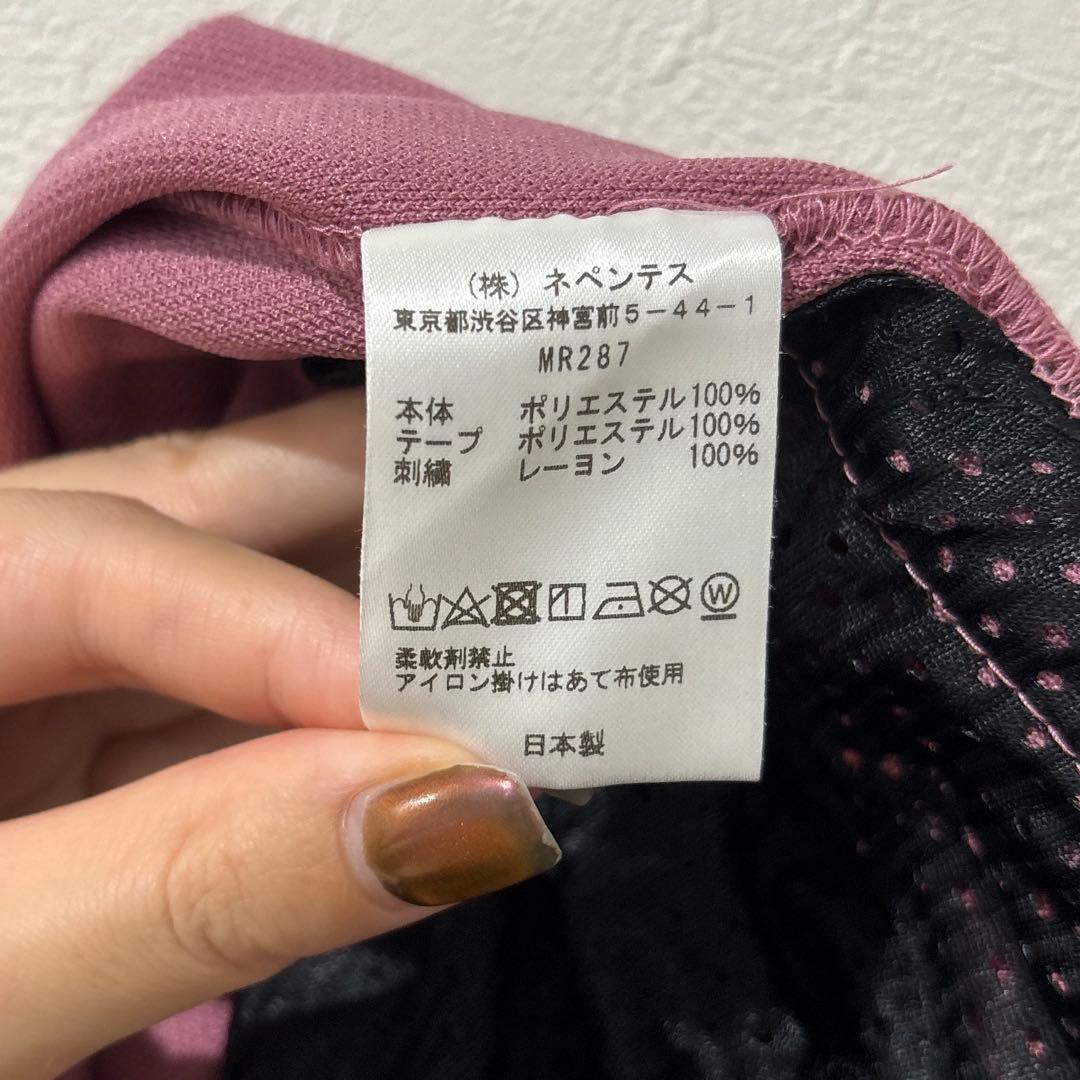 (株) ネペンテス
東京都渋谷区神宮前5-44-1
MR287
本体 ポリエステル100%
テープ ポリエステル100%
刺繍 レーヨン 100%
W
柔軟剤禁止
アイロン掛けはあて布使用
日本製